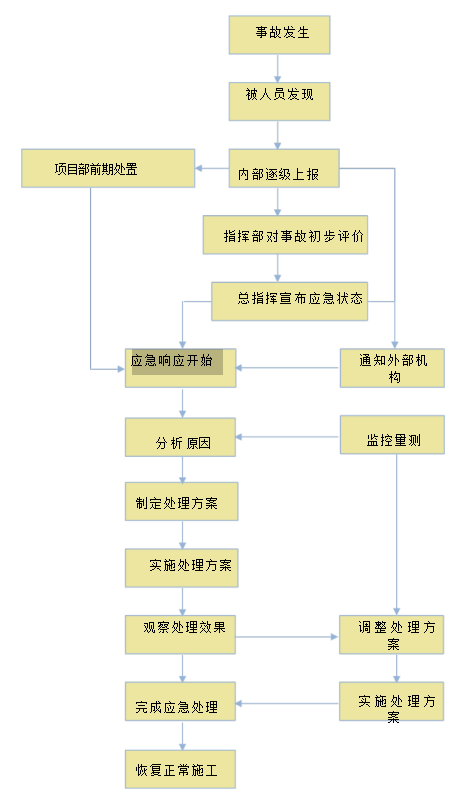 事故发生
被人员发现
项目部前期处置
内部逐级上报
指挥部对事故初步评价
总指挥宣布应急状态
应急响应开始
通知外部机
构
分析原因
监控量测
制定处理方案
实施处理方案
观察处理效果
调整处理方
案
完成应急处理
实施处理方
案
恢复正常施工